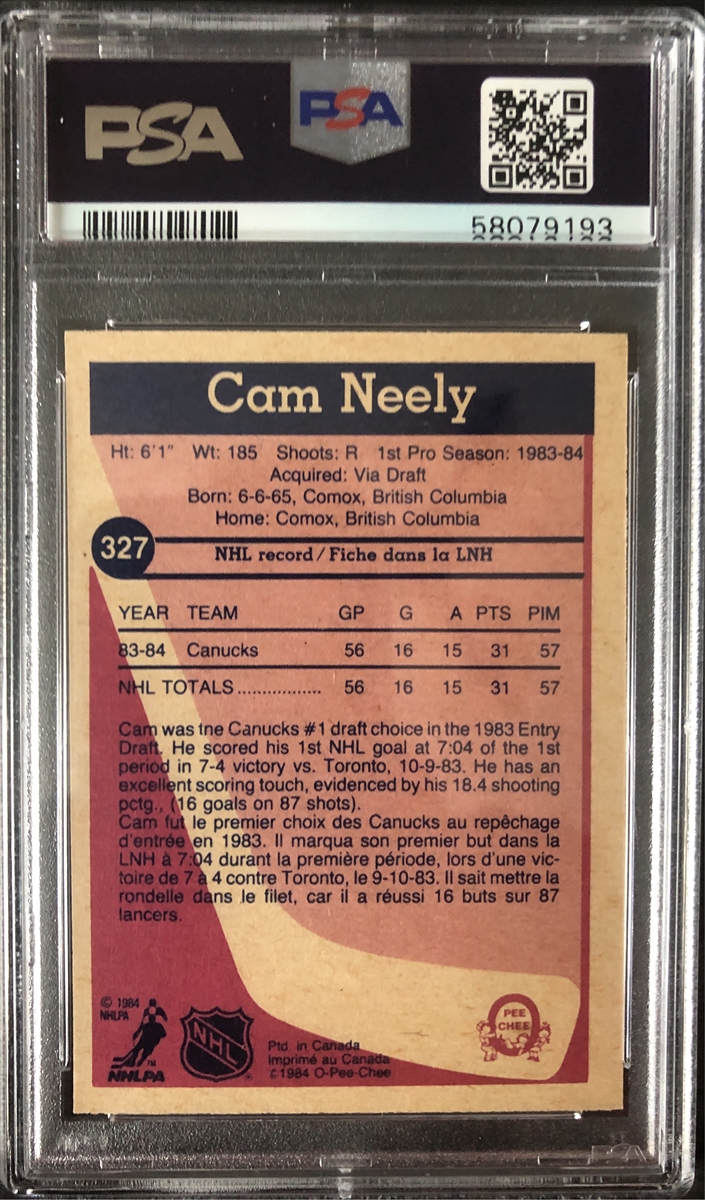 PSA
PSA
58079193
Cam Neely
Ht: 6'1" Wt: 185 Shoots: R 1st Pro Season: 1983-84
Acquired: Via Draft
Born: 6-6-65, Comox, British Columbia
Home: Comox, British Columbia
327
NHL record/Fiche dans la LNH
YEAR TEAM GP G A PTS PIM
83-84 Canucks 56 16 15 31 57
NHL TOTALS................. 56 16 15 31 57
Cam was the Canucks #1 draft choice in the 1983 Entry
Draft. He scored his 1st NHL goal at 7:04 of the 1st
period in 7-4 victory vs. Toronto, 10-9-83. He has an
excellent scoring touch, evidenced by his 18.4 shooting
pctg., (16 goals on 87 shots).
Cam fut le premier choix des Canucks au repêchage
d'entrée en 1983. Il marqua son premier but dans la
LNH à 7:04 durant la première période, lors d'une vic-
toire de 7 à 4 contre Toronto, le 9-10-83. Il sait mettre la
rondelle dans le filet, car il a réussi 16 buts sur 87
lancers.
© 1984
NHLPA
NHLPA
TM
NHL
Ptd. in Canada
Imprimé au Canada
©1984 O-Pee-Chee
PEE
CHEE
PSA